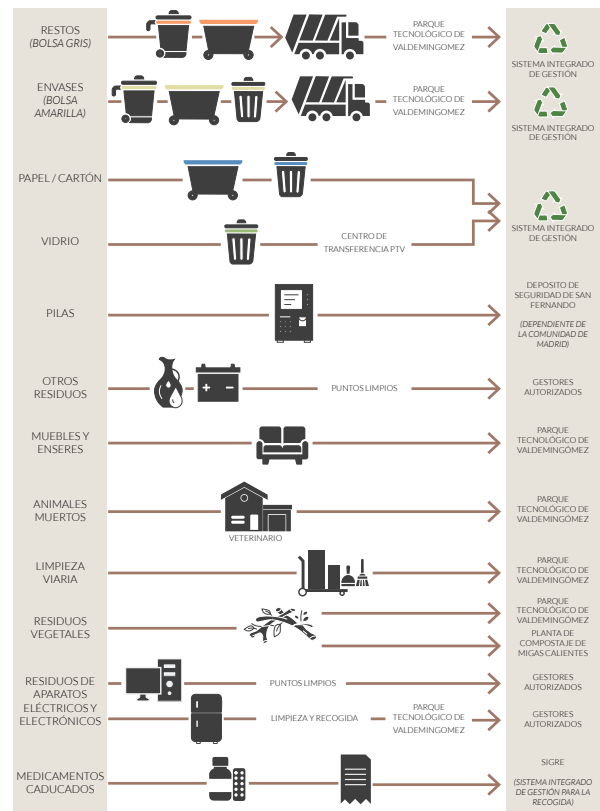 RESTOS
(BOLSA GRIS)
PARQUE
TECNOLÓGICO DE
VALDEMINGOMEZ
SISTEMA INTEGRADO
DE GESTIÓN
ENVASES
(BOLSA
AMARILLA)
PARQUE
TECNOLÓGICO DE
VALDEMINGOMEZ
SISTEMA INTEGRADO
DE GESTIÓN
PAPEL / CARTÓN
SISTEMA INTEGRADO
DE GESTIÓN
VIDRIO
CENTRO DE
TRANSFERENCIA PTV
PILAS
DEPOSITO DE
SEGURIDAD DE SAN
FERNANDO
(DEPENDIENTE DE
LA COMUNIDAD DE
MADRID)
OTROS
RESIDUOS
PUNTOS LIMPIOS
GESTORES
AUTORIZADOS
MUEBLES Y
ENSERES
PARQUE
TECNOLÓGICO DE
VALDEMINGÓMEZ
ANIMALES
MUERTOS
VETERINARIO
PARQUE
TECNOLÓGICO DE
VALDEMINGÓMEZ
LIMPIEZA
VIARIA
PARQUE
TECNOLÓGICO DE
VALDEMINGÓMEZ
RESIDUOS
VEGETALES
PARQUE
TECNOLÓGICO DE
VALDEMINGÓMEZ
PLANTA DE
COMPOSTAJE DE
MIGAS CALIENTES
RESIDUOS DE
APARATOS
ELÉCTRICOS Y
ELECTRÓNICOS
PUNTOS LIMPIOS
GESTORES
AUTORIZADOS
LIMPIEZA Y RECOGIDA
PARQUE
TECNOLÓGICO DE
VALDEMINGOMEZ
GESTORES
AUTORIZADOS
MEDICAMENTOS
CADUCADOS
SIGRE
(SISTEMA INTEGRADO
DE GESTIÓN PARA LA
RECOGIDA)